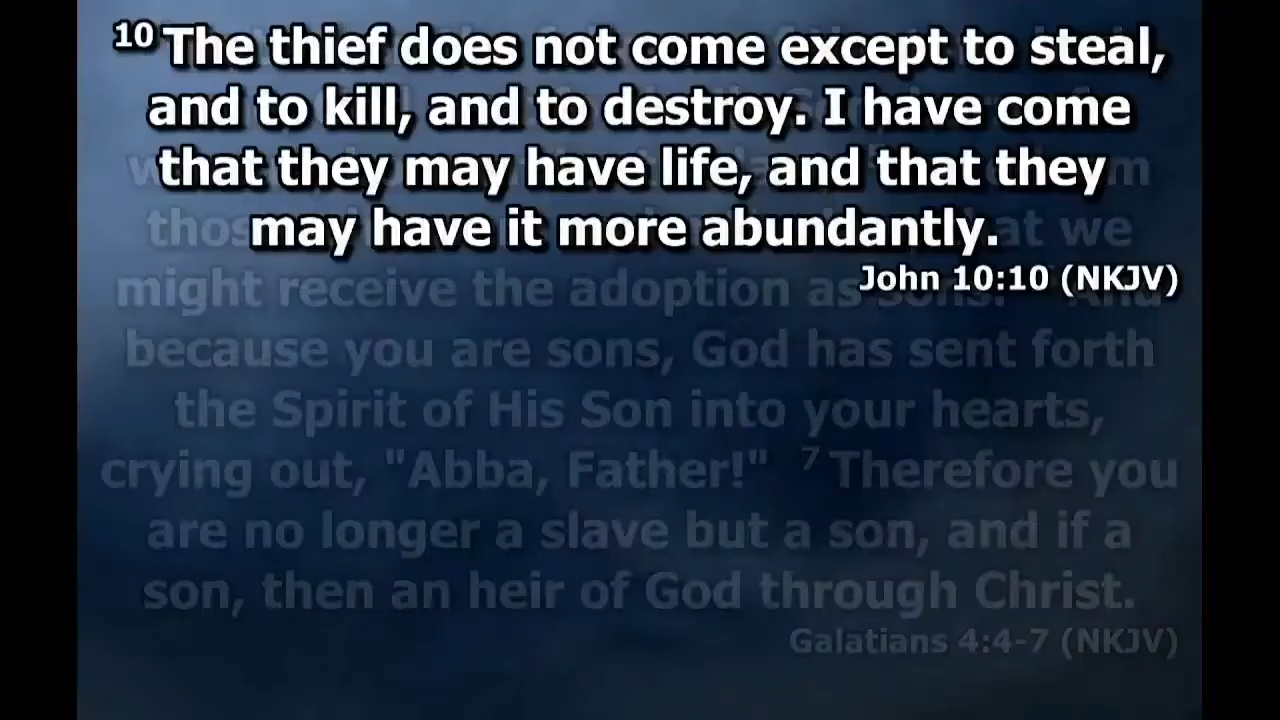 10 The thief does not come except to steal,
and to kill, and to destroy. I have come
that they may have life, and that they
may have it more abundantly.
John 10:10 (NKJV)
might receive the adoption as sons.
because you are sons, God has sent forth
the Spirit of His Son into your hearts,
crying out, "Abba, Father!" 7 Therefore you
are no longer a slave but a son, and if a
son, then an heir of God through Christ.
Galatians 4:4-7 (NKJV)